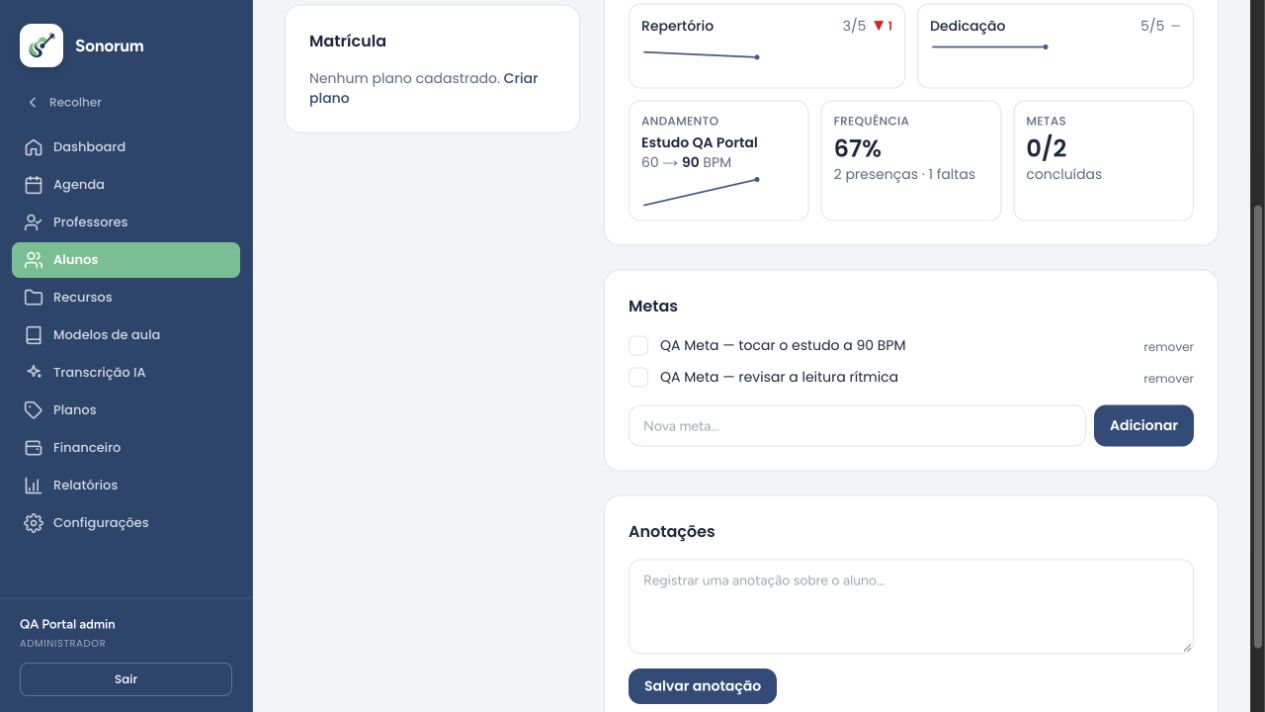 Sonorum
Recolher
Dashboard
Agenda
Professores
Alunos
Recursos
Modelos de aula
Transcrição IA
Planos
Financeiro
Relatórios
Configurações
QA Portal admin
ADMINISTRADOR
Sair
Matrícula
Nenhum plano cadastrado. Criar
plano
Repertório 3/5 ▼ 1
Dedicação 5/5 —
ANDAMENTO
Estudo QA Portal
60 → 90 BPM
FREQUÊNCIA
67%
2 presenças · 1 faltas
METAS
0/2
concluídas
Metas
QA Meta — tocar o estudo a 90 BPM remover
QA Meta — revisar a leitura rítmica remover
Nova meta... Adicionar
Anotações
Registrar uma anotação sobre o aluno...
Salvar anotação